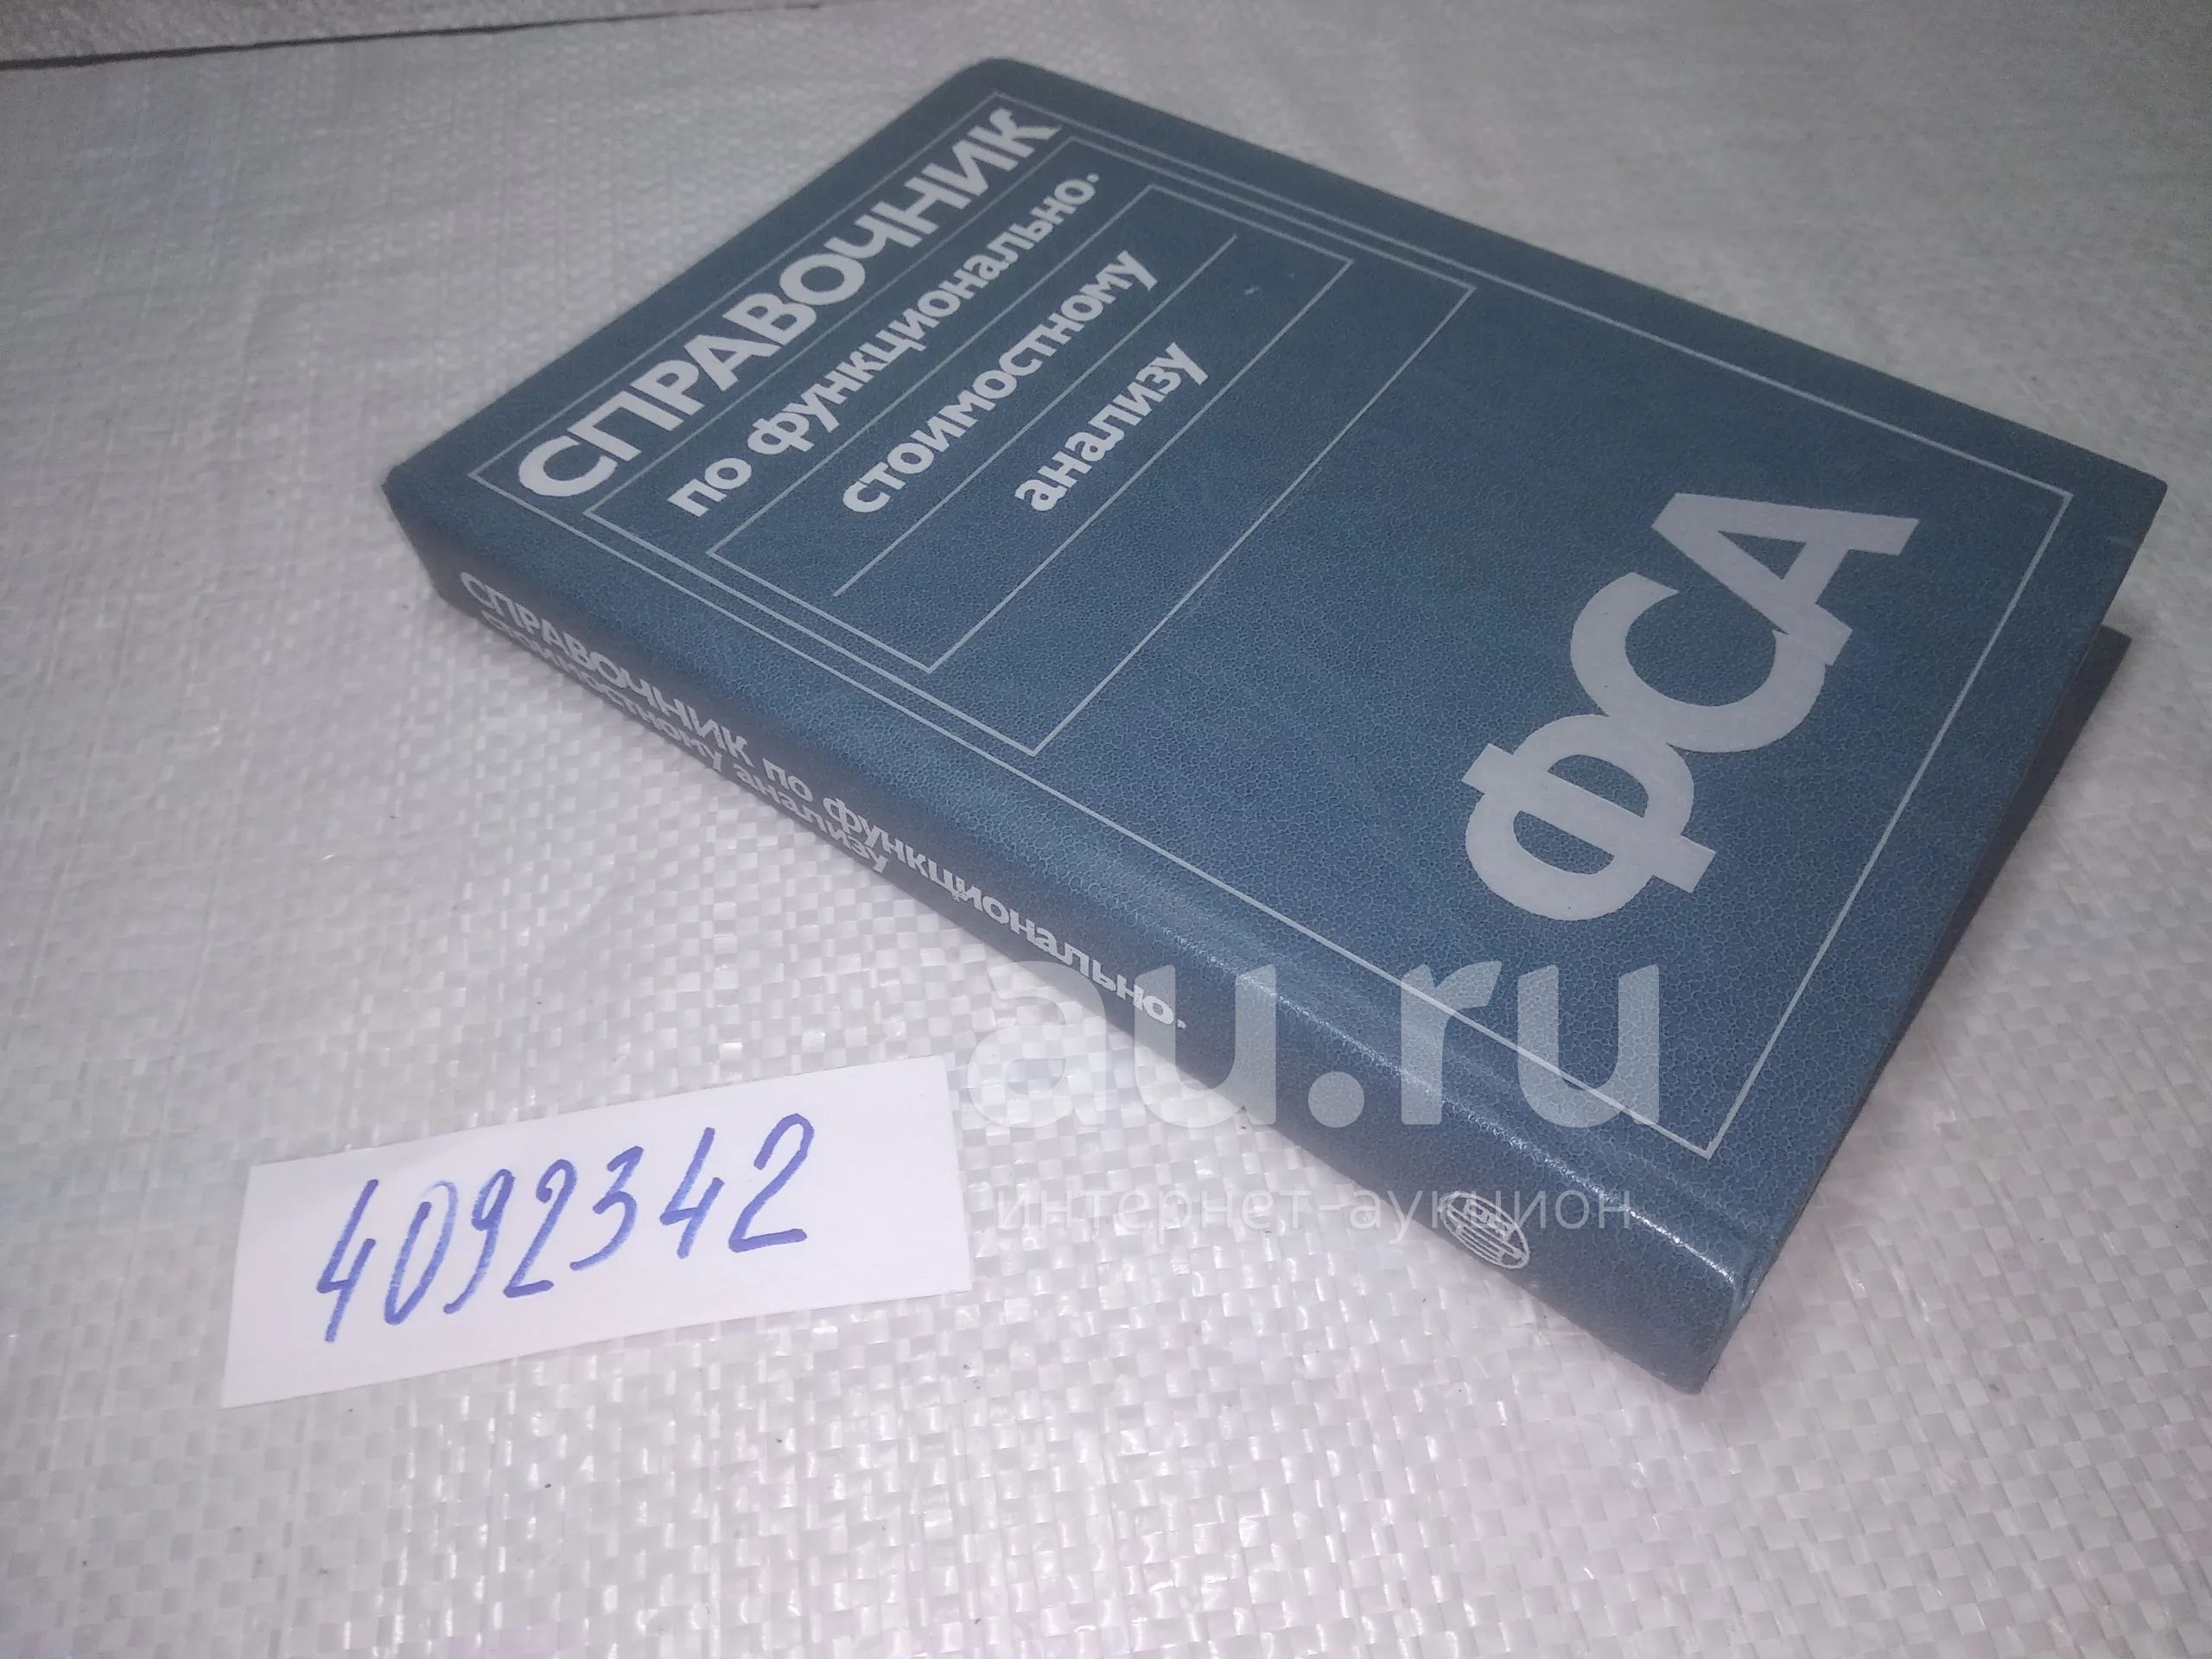 СПРАВОЧНИК
по функционально-
стоимостному
анализу
ФСА
СПРАВОЧНИК по функционально-
стоимостному анализу
au.ru
интернет-аукцион
4092342